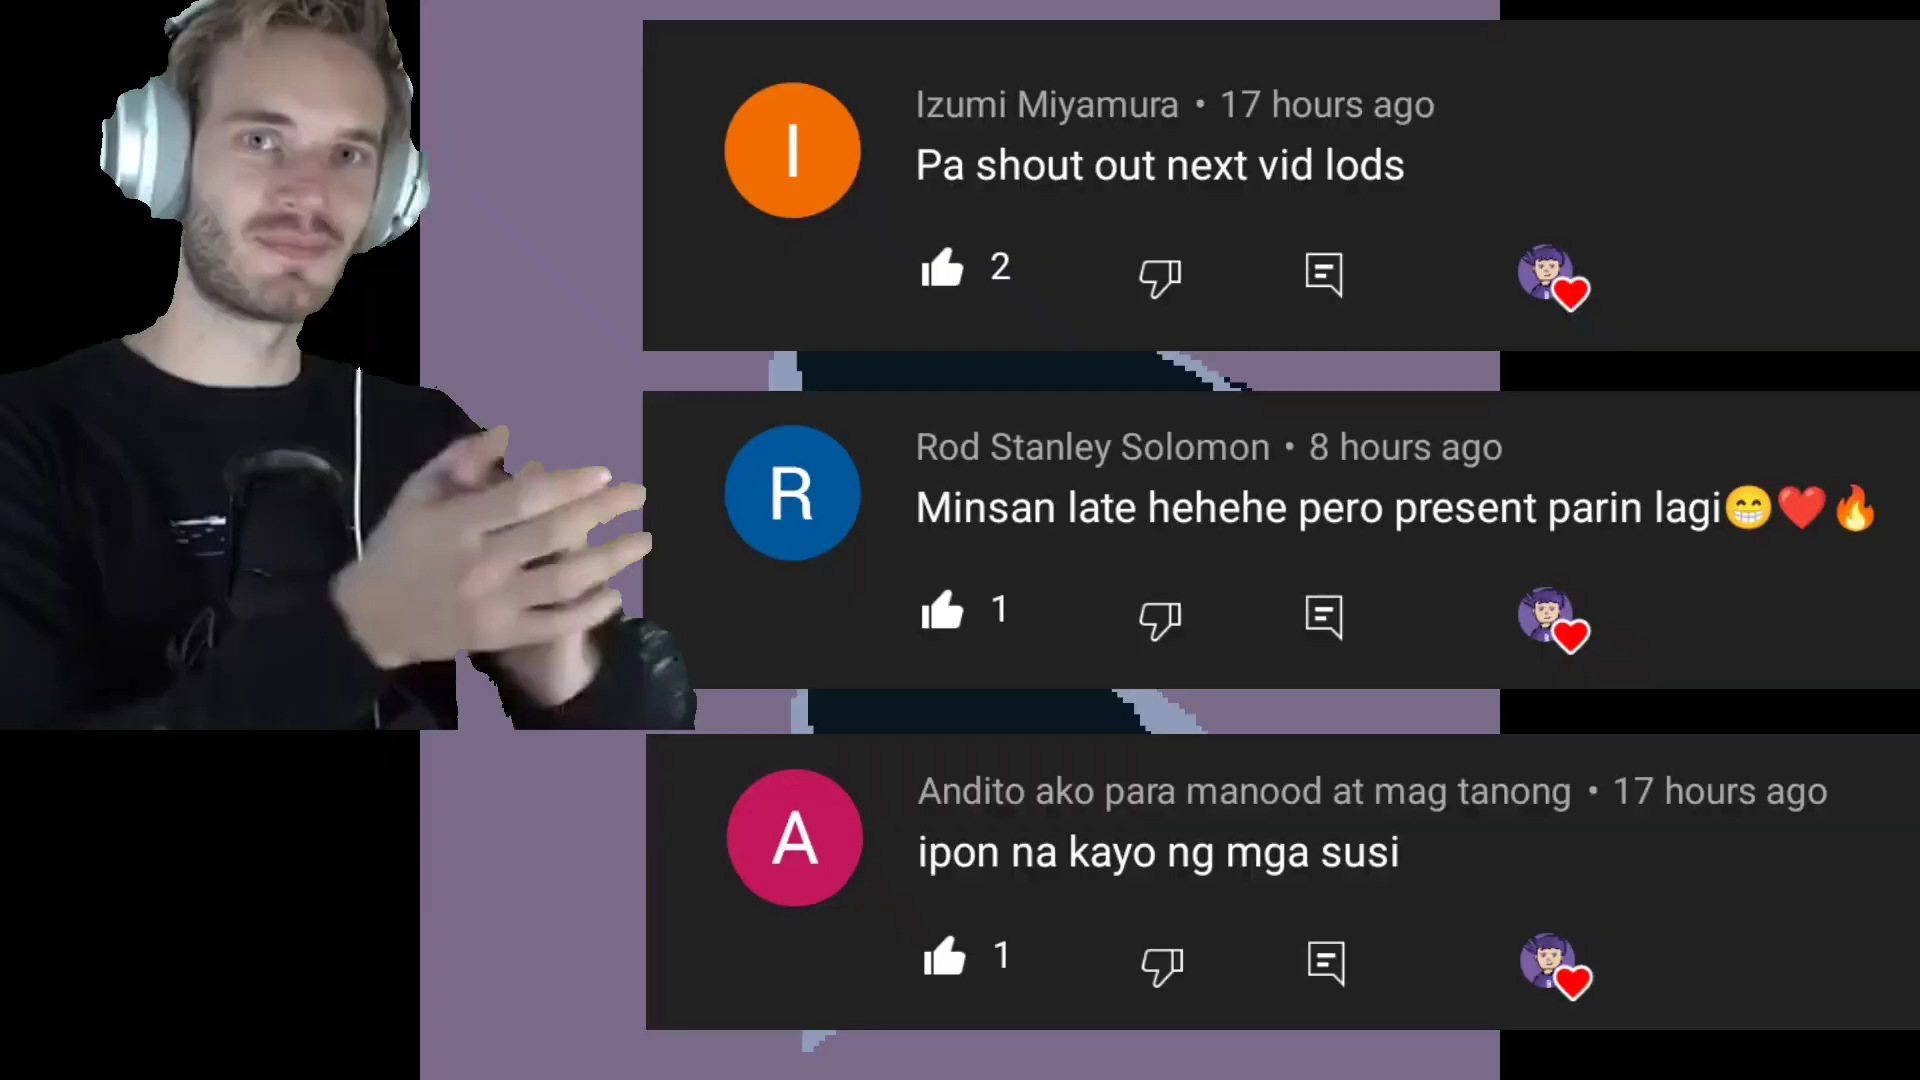 I
Izumi Miyamura • 17 hours ago
Pa shout out next vid lods
2
R
Rod Stanley Solomon • 8 hours ago
Minsan late hehehe pero present parin lagi😁❤️🔥
1
A
Andito ako para manood at mag tanong • 17 hours ago
ipon na kayo ng mga susi
1